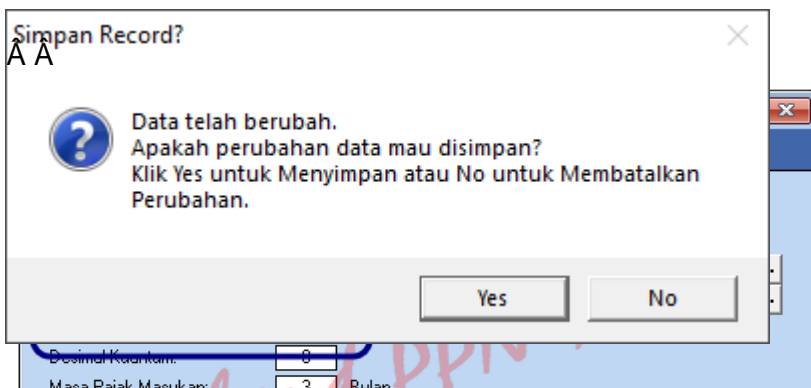 Simpan Record?
Â Â
Data telah berubah.
Apakah perubahan data mau disimpan?
Klik Yes untuk Menyimpan atau No untuk Membatalkan
Perubahan.
Yes No
Desimal Kuantum: 0
Masa Pajak Masukan: 3 Bulan
PPN